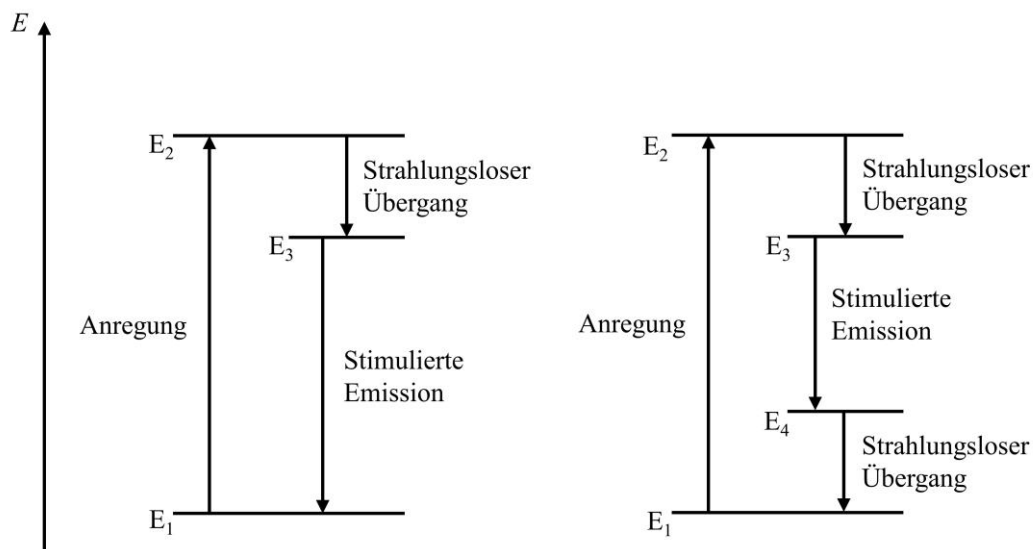 E
E2
Strahlungsloser
Übergang
E3
Anregung
Stimulierte
Emission
E1
E2
Strahlungsloser
Übergang
E3
Anregung
Stimulierte
Emission
E4
Strahlungsloser
Übergang
E1